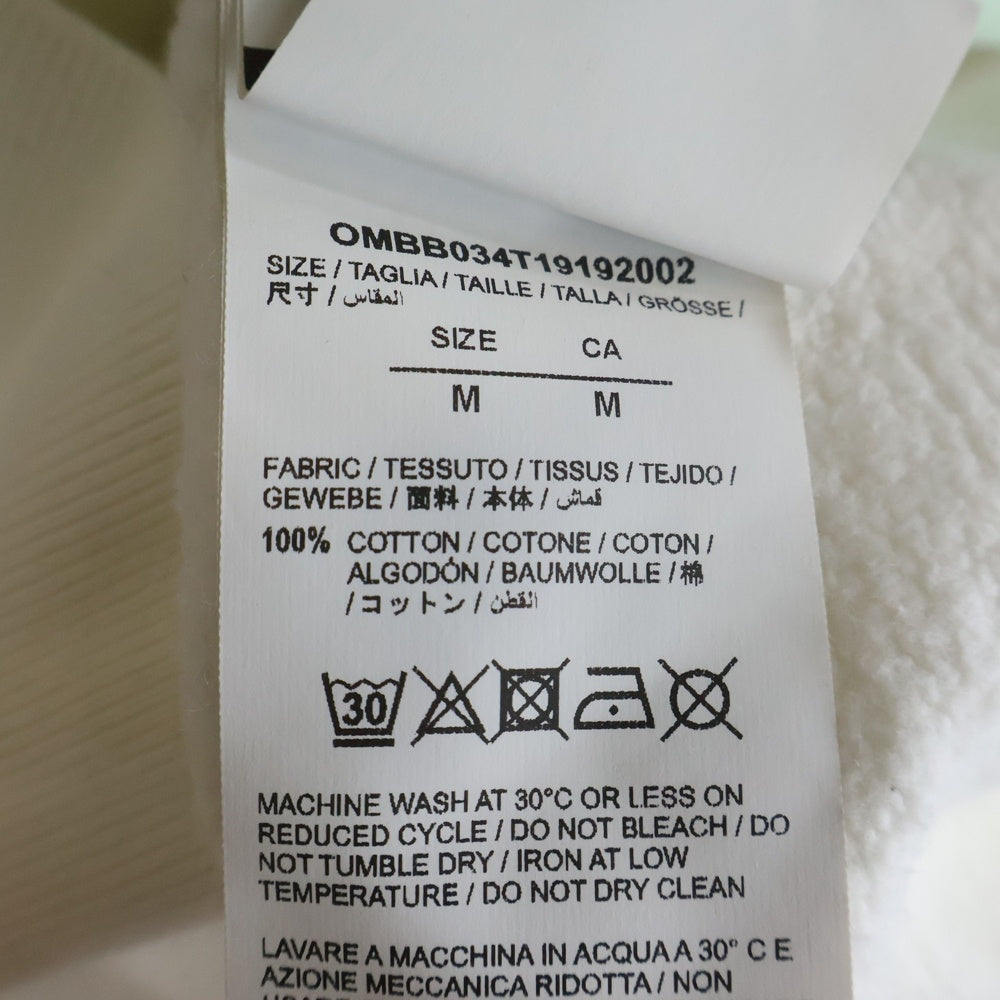 OMBB034T19192002
SIZE / TAGLIA / TAILLE / TALLA / GRÖSSE /
尺寸 / المقاس
SIZE CA
M M
FABRIC / TESSUTO / TISSUS / TEJIDO /
GEWEBE / 面料 / 本体 / قماش
100% COTTON / COTONE / COTON /
ALGODÓN / BAUMWOLLE / 棉
/ コットン / القطن
30
MACHINE WASH AT 30°C OR LESS ON
REDUCED CYCLE / DO NOT BLEACH / DO
NOT TUMBLE DRY / IRON AT LOW
TEMPERATURE / DO NOT DRY CLEAN
LAVARE A MACCHINA IN ACQUA A 30° C E
AZIONE MECCANICA RIDOTTA / NON